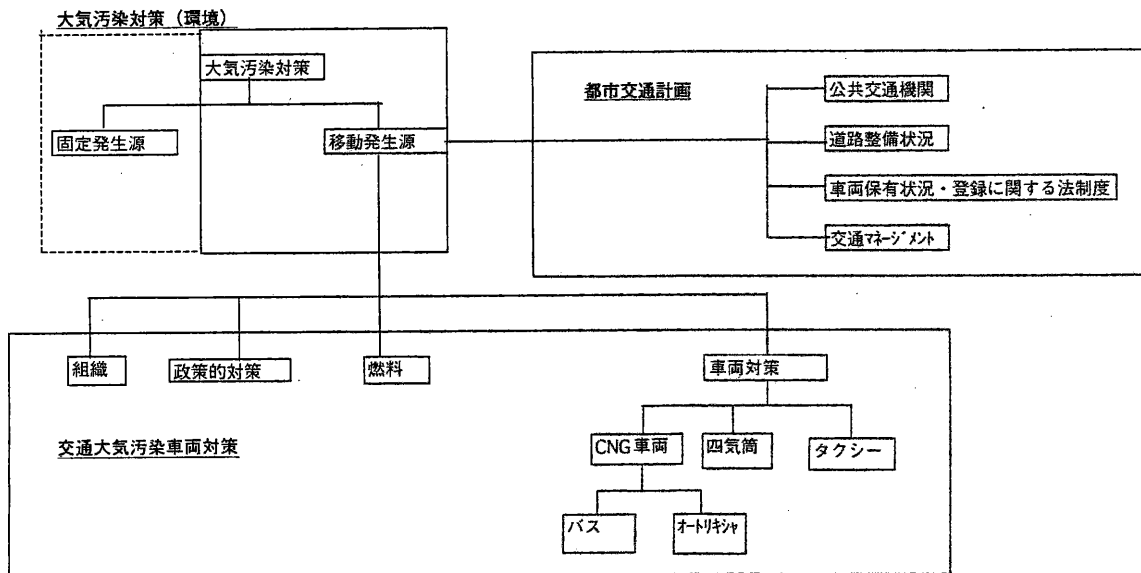 大気汚染対策（環境）
大気汚染対策
固定発生源
移動発生源
都市交通計画
公共交通機関
道路整備状況
車両保有状況・登録に関する法制度
交通ﾏﾈｰｼﾞﾒﾝﾄ
組織
政策的対策
燃料
車両対策
交通大気汚染車両対策
CNG車両
四気筒
タクシー
バス
ｵｰﾄﾘｷｼｬ